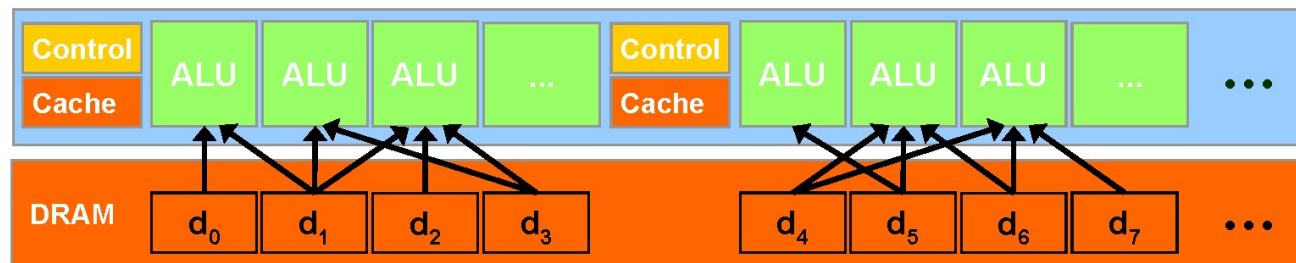 Control ALU ALU ALU ... Control ALU ALU ALU ... ...
Cache Cache
DRAM d₀ d₁ d₂ d₃ d₄ d₅ d₆ d₇ ...